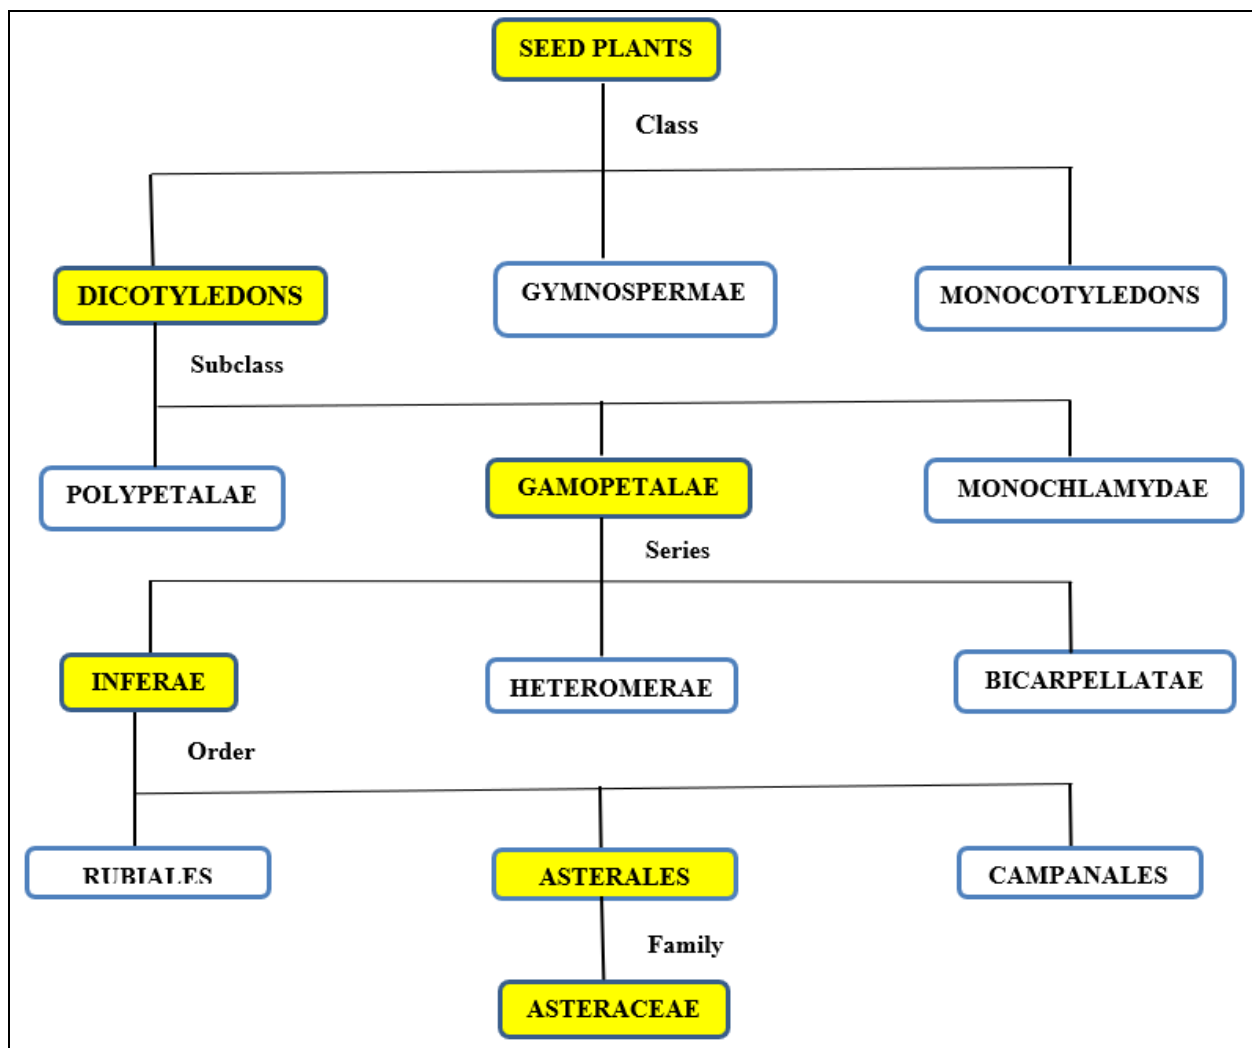 SEED PLANTS
Class
DICOTYLEDONS
GYMNOSPERMAE
MONOCOTYLEDONS
Subclass
POLYPETALAE
GAMOPETALAE
MONOCHLAMYDAE
Series
INFERAE
HETEROMERAE
BICARPELLATAE
Order
RUBIALES
ASTERALES
CAMPANALES
Family
ASTERACEAE